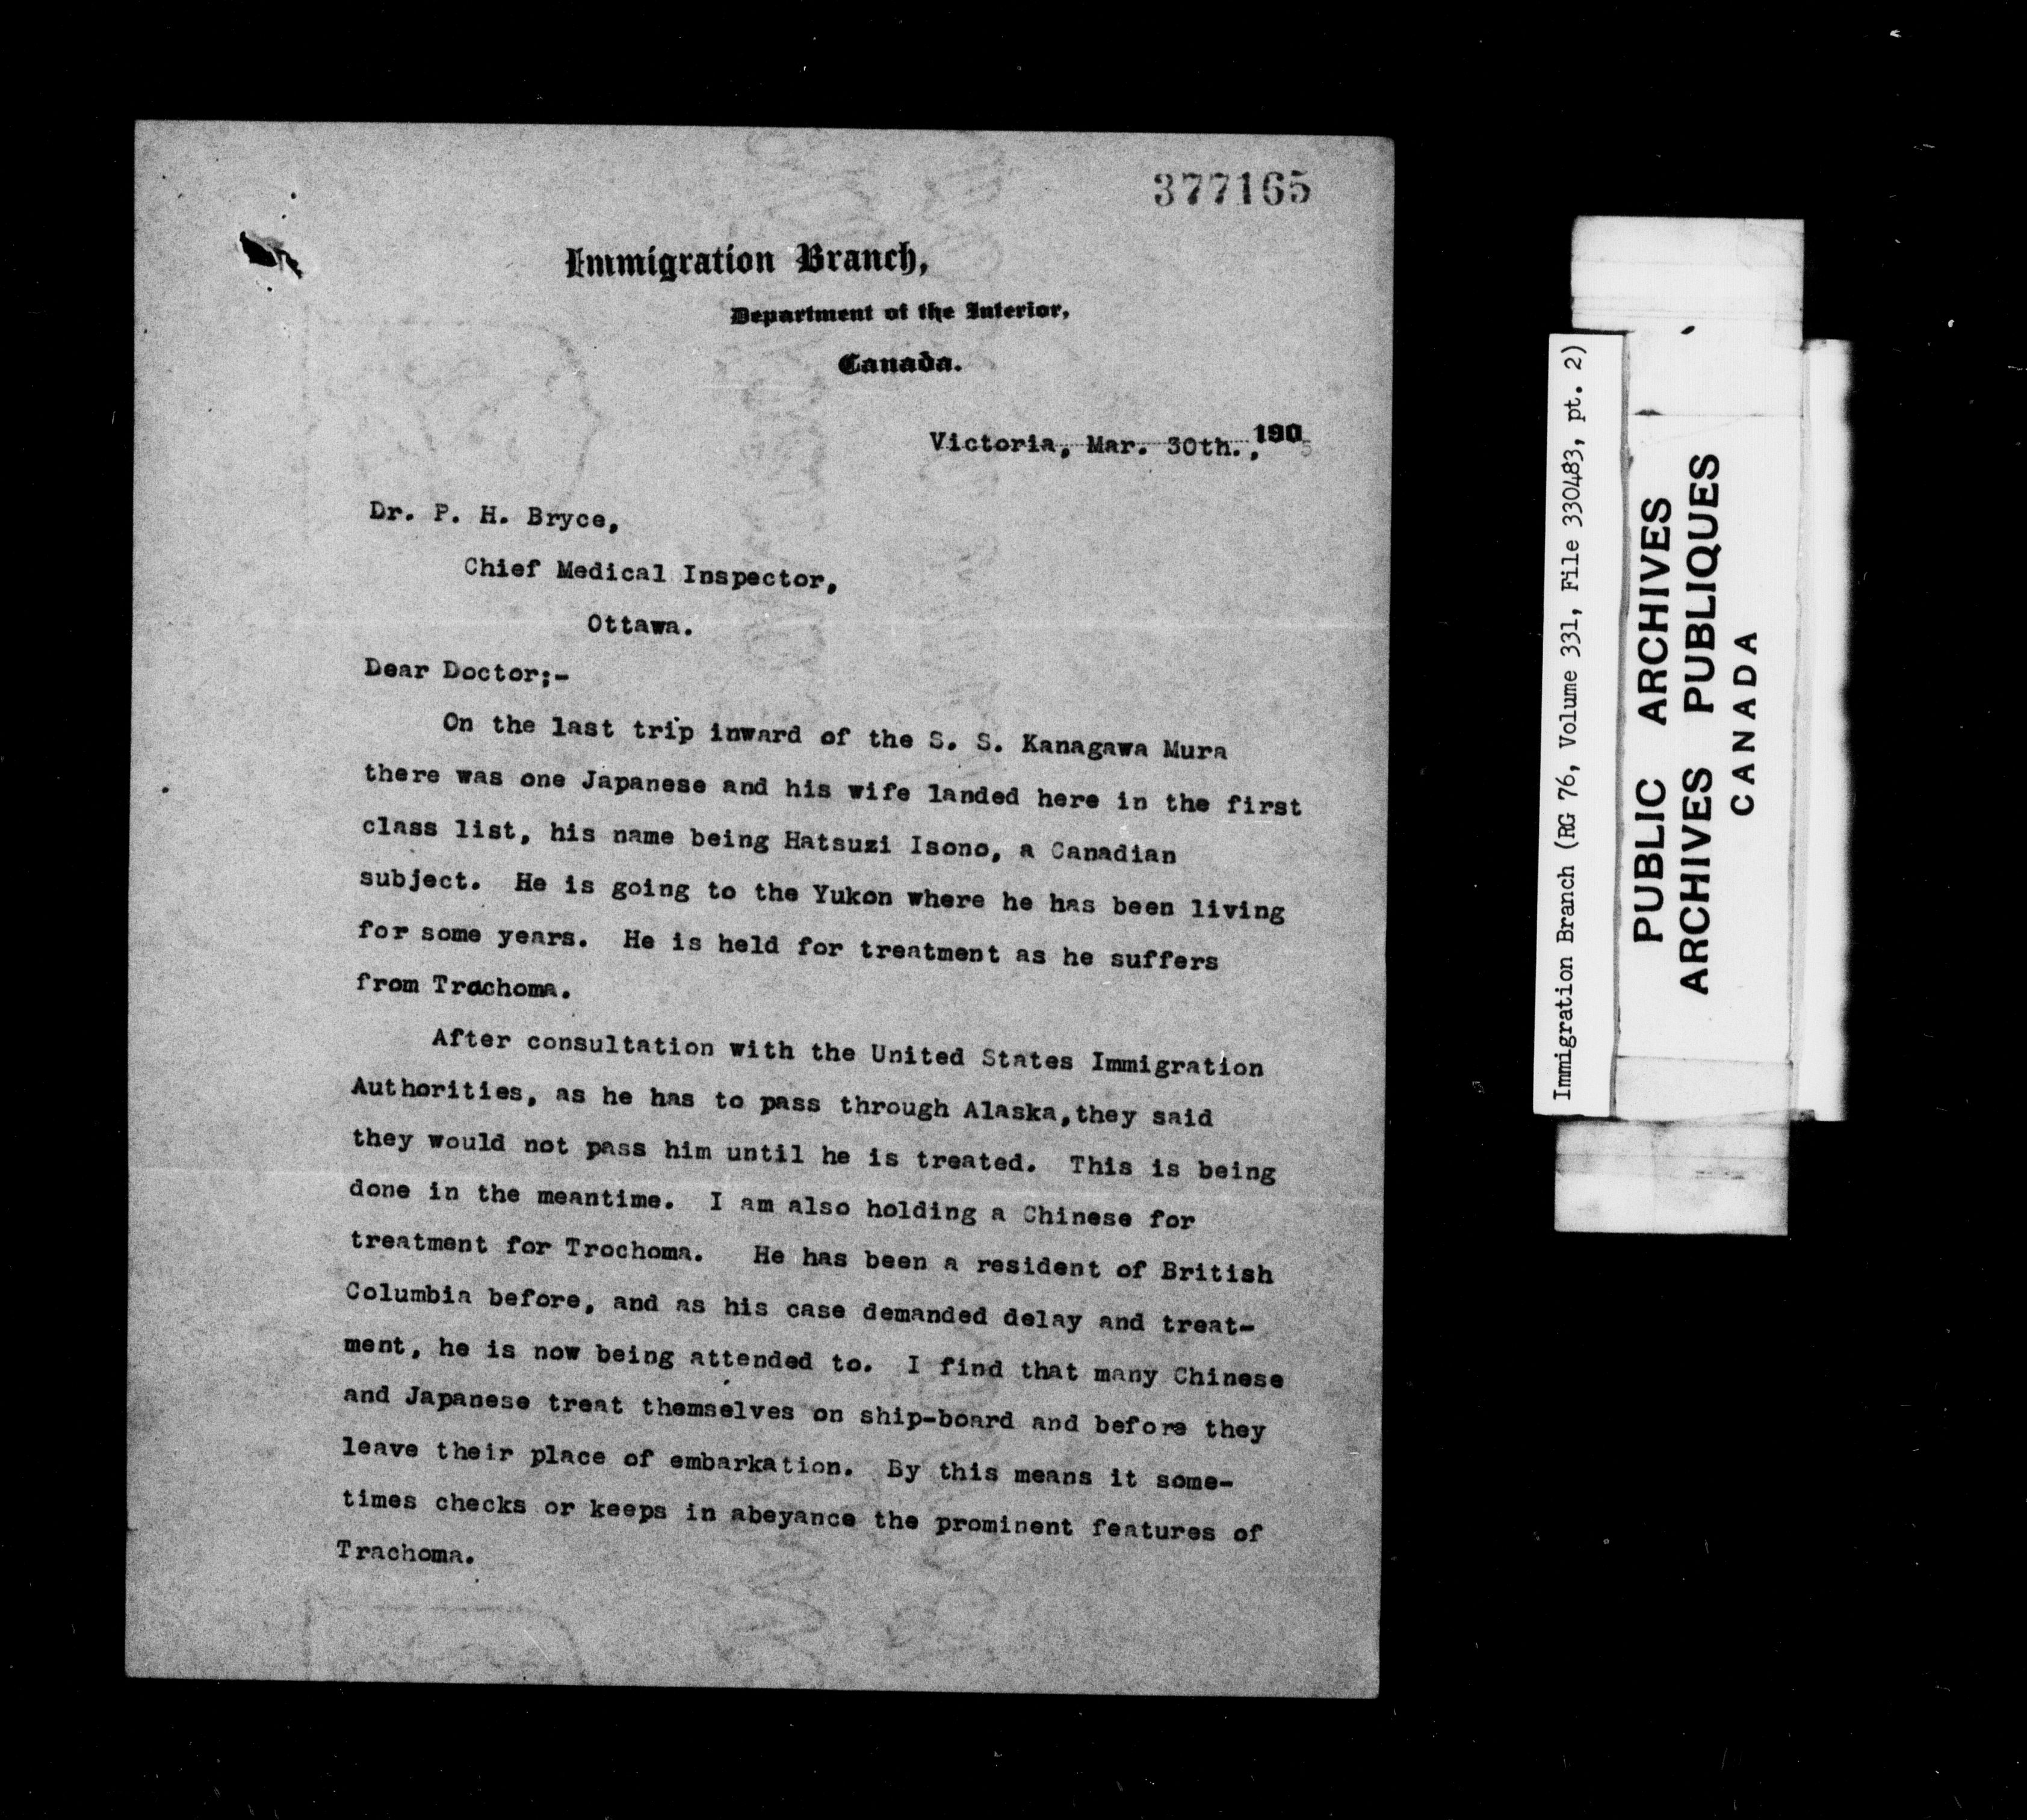 377165
Immigration Branch,
Department of the Interior,
Canada.
Victoria, Mar. 30th., 1905
Dr. P. H. Bryce,
Chief Medical Inspector,
Ottawa.
Dear Doctor;-
On the last trip inward of the S. S. Kanagawa Mura
there was one Japanese and his wife landed here in the first
class list, his name being Hatsuzi Isono, a Canadian
subject. He is going to the Yukon where he has been living
for some years. He is held for treatment as he suffers
from Trachoma.
After consultation with the United States Immigration
Authorities, as he has to pass through Alaska,they said
they would not pass him until he is treated. This is being
done in the meantime. I am also holding a Chinese for
treatment for Trochoma. He has been a resident of British
Columbia before, and as his case demanded delay and treat-
ment, he is now being attended to. I find that many Chinese
and Japanese treat themselves on ship-board and before they
leave their place of embarkation. By this means it some-
times checks or keeps in abeyance the prominent features of
Trachoma.
Immigration Branch (RG 76, Volume 331, File 330483, pt. 2)
PUBLIC ARCHIVES
ARCHIVES PUBLIQUES
CANADA